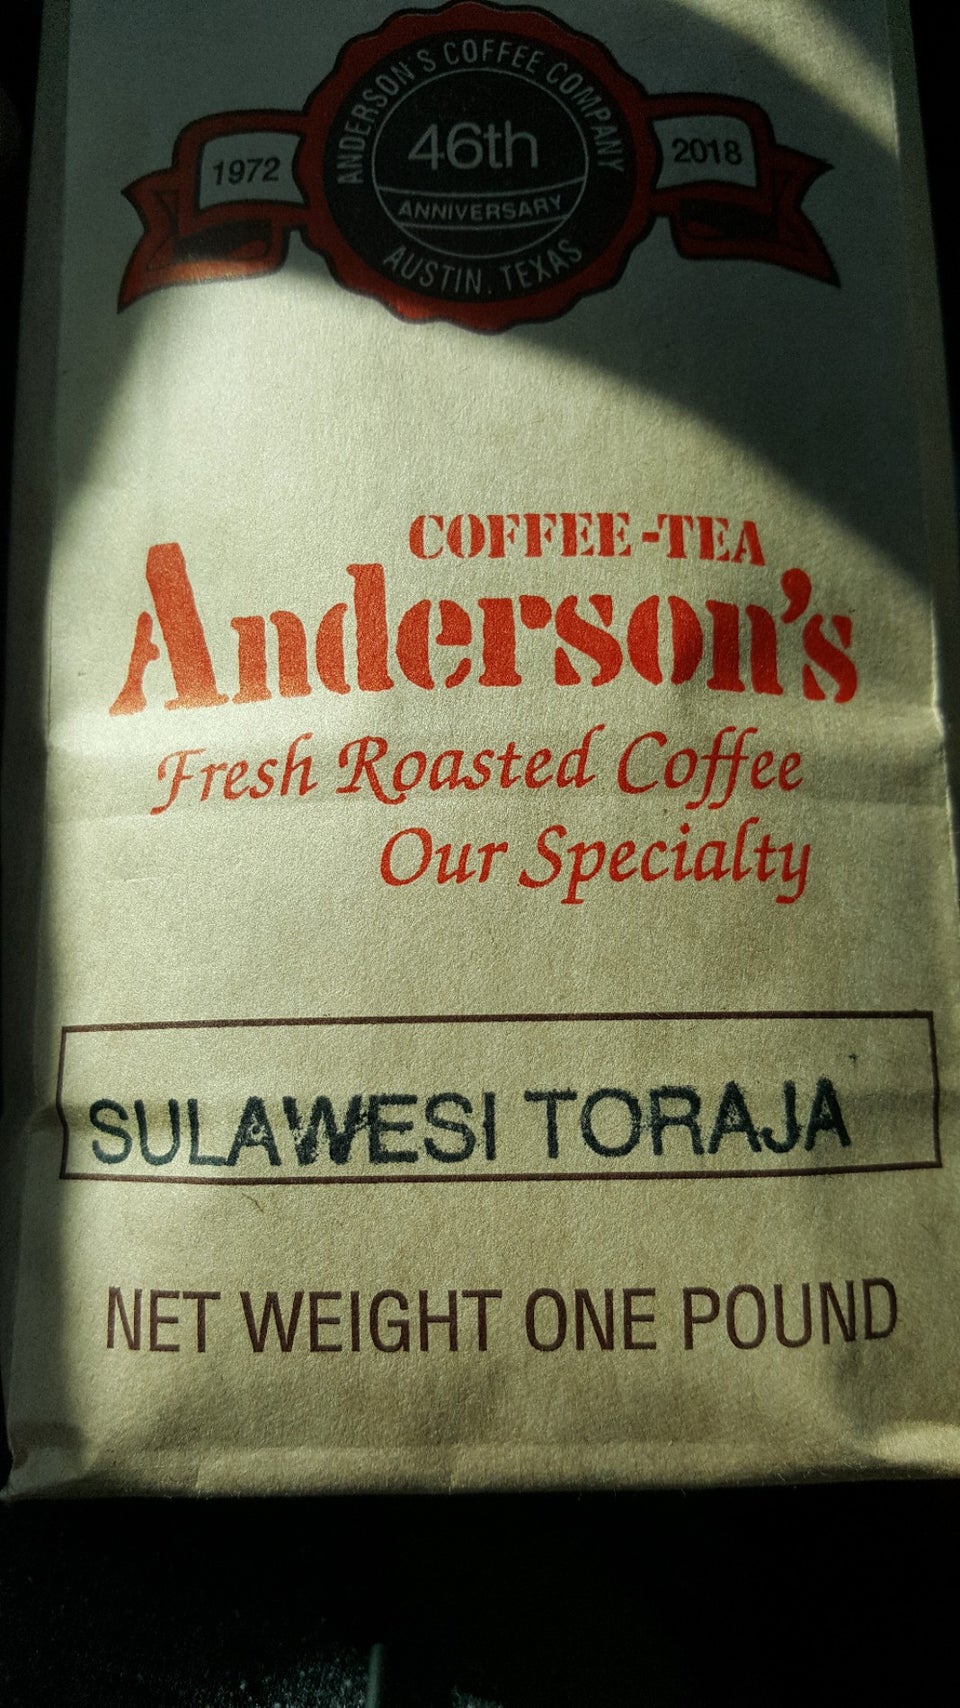 ANDERSON'S COFFEE COMPANY
1972
46th
2018
ANNIVERSARY
AUSTIN, TEXAS
COFFEE-TEA
Anderson's
Fresh Roasted Coffee
Our Specialty
SULAWESI TORAJA
NET WEIGHT ONE POUND